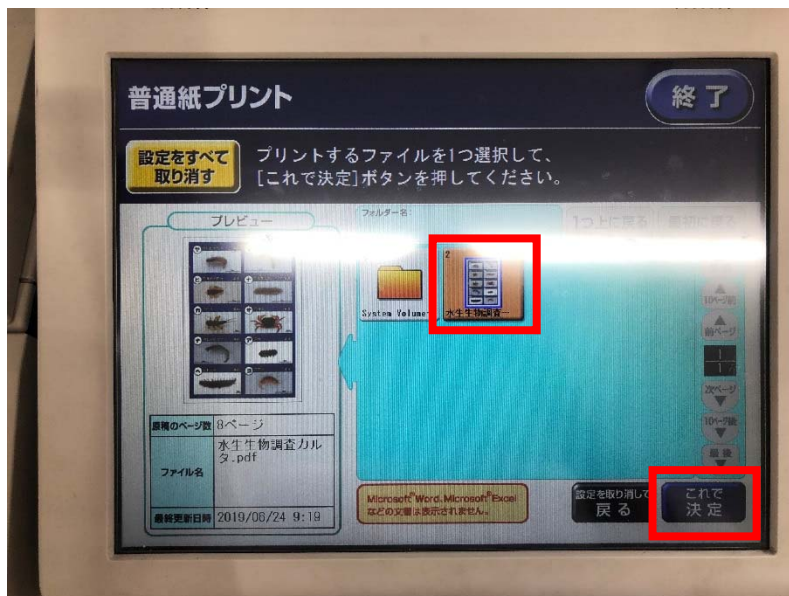 普通紙プリント
終了
設定をすべて
取り消す
プリントするファイルを1つ選択して、
[これで決定]ボタンを押してください。
プレビュー
フォルダー名:
1つ上に戻る
最初に戻る
2
System Volume
水生生物調査
10ページ前
前ページ
1
17
次ページ
10ページ後
最後
原稿のページ数
8ページ
ファイル名
水生生物調査カル
タ.pdf
最終更新日時
2019/06/24 9:19
Microsoft Word、Microsoft Excel
などの文書は表示されません。
設定を取り消して
戻る
これで
決定